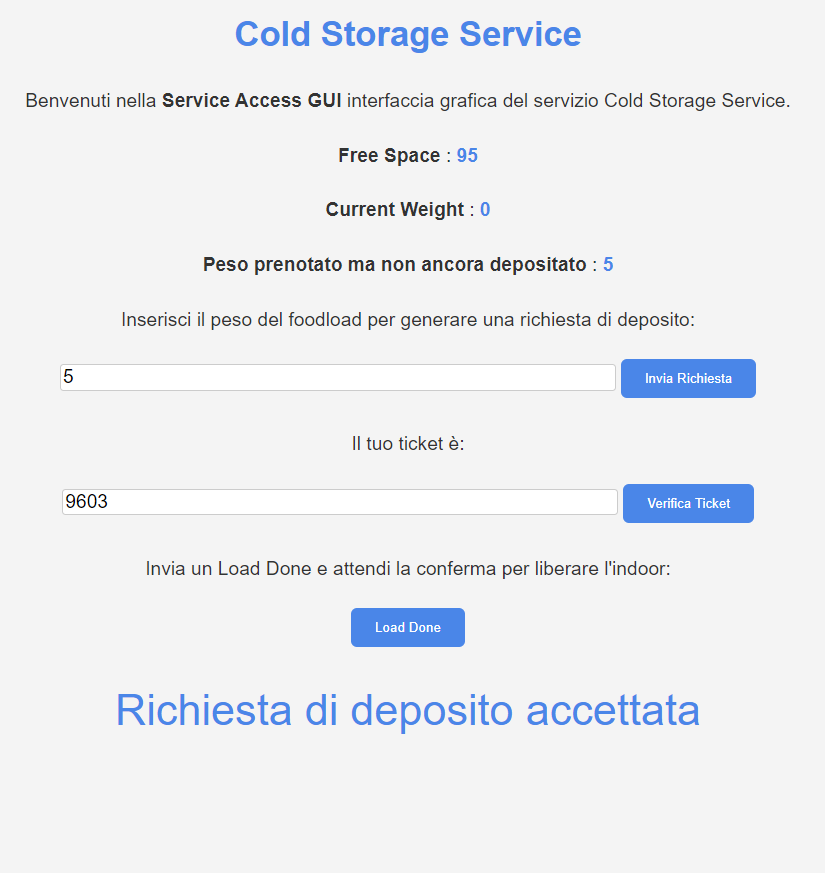 Cold Storage Service
Benvenuti nella Service Access GUI interfaccia grafica del servizio Cold Storage Service.
Free Space : 95
Current Weight : 0
Peso prenotato ma non ancora depositato : 5
Inserisci il peso del foodload per generare una richiesta di deposito:
5 Invia Richiesta
Il tuo ticket è:
9603 Verifica Ticket
Invia un Load Done e attendi la conferma per liberare l'indoor:
Load Done
Richiesta di deposito accettata